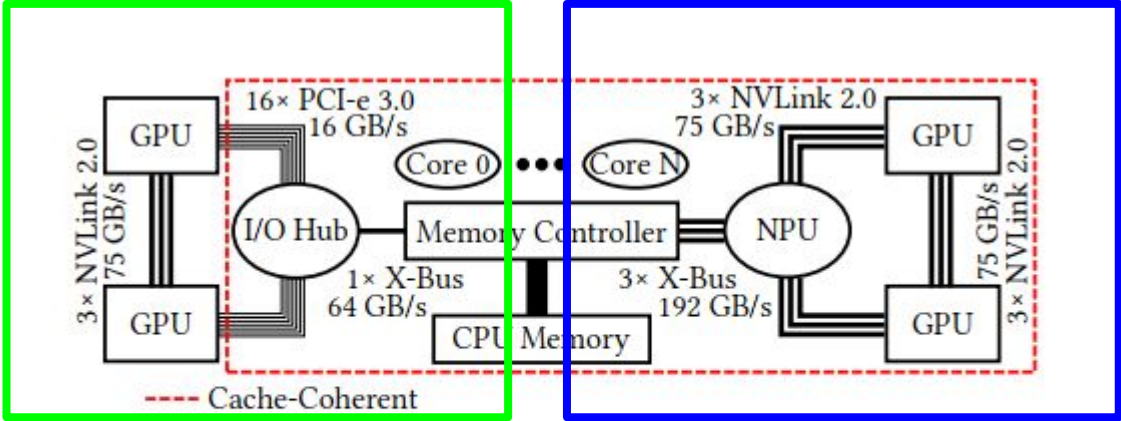 16× PCI-e 3.0
16 GB/s
3× NVLink 2.0
75 GB/s
GPU
GPU
Core 0
Core N
3× NVLink 2.0
75 GB/s
I/O Hub
Memory Controller
NPU
75 GB/s
3× NVLink 2.0
1× X-Bus
64 GB/s
3× X-Bus
192 GB/s
GPU
CPU Memory
GPU
Cache-Coherent